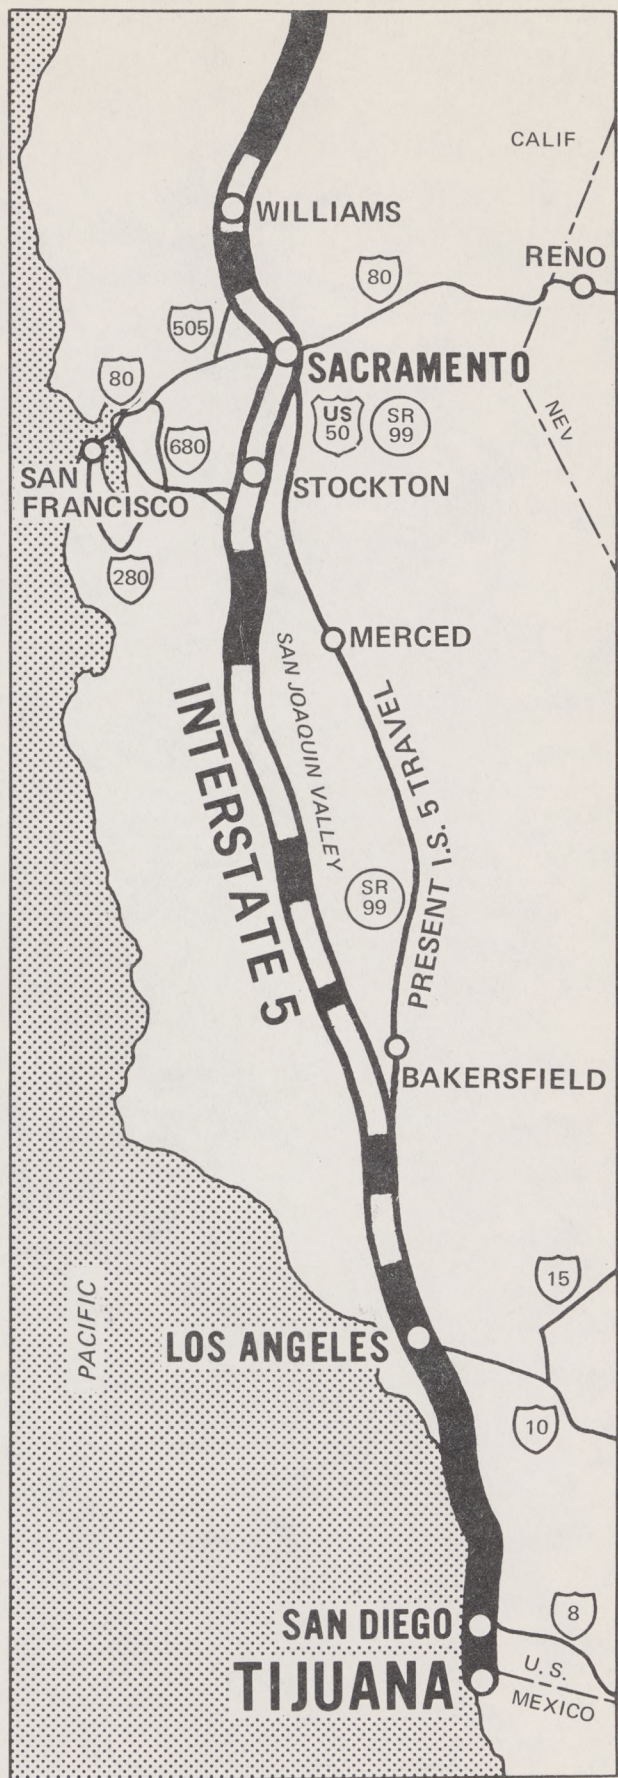 CALIF
WILLIAMS
RENO
80
505
SACRAMENTO
80
US
50
SR
99
NEV
680
SAN
FRANCISCO
STOCKTON
280
MERCED
SAN JOAQUIN VALLEY
INTERSTATE 5
PRESENT I.S. 5 TRAVEL
SR
99
BAKERSFIELD
PACIFIC
15
LOS ANGELES
10
SAN DIEGO
8
TIJUANA
U.S.
MEXICO